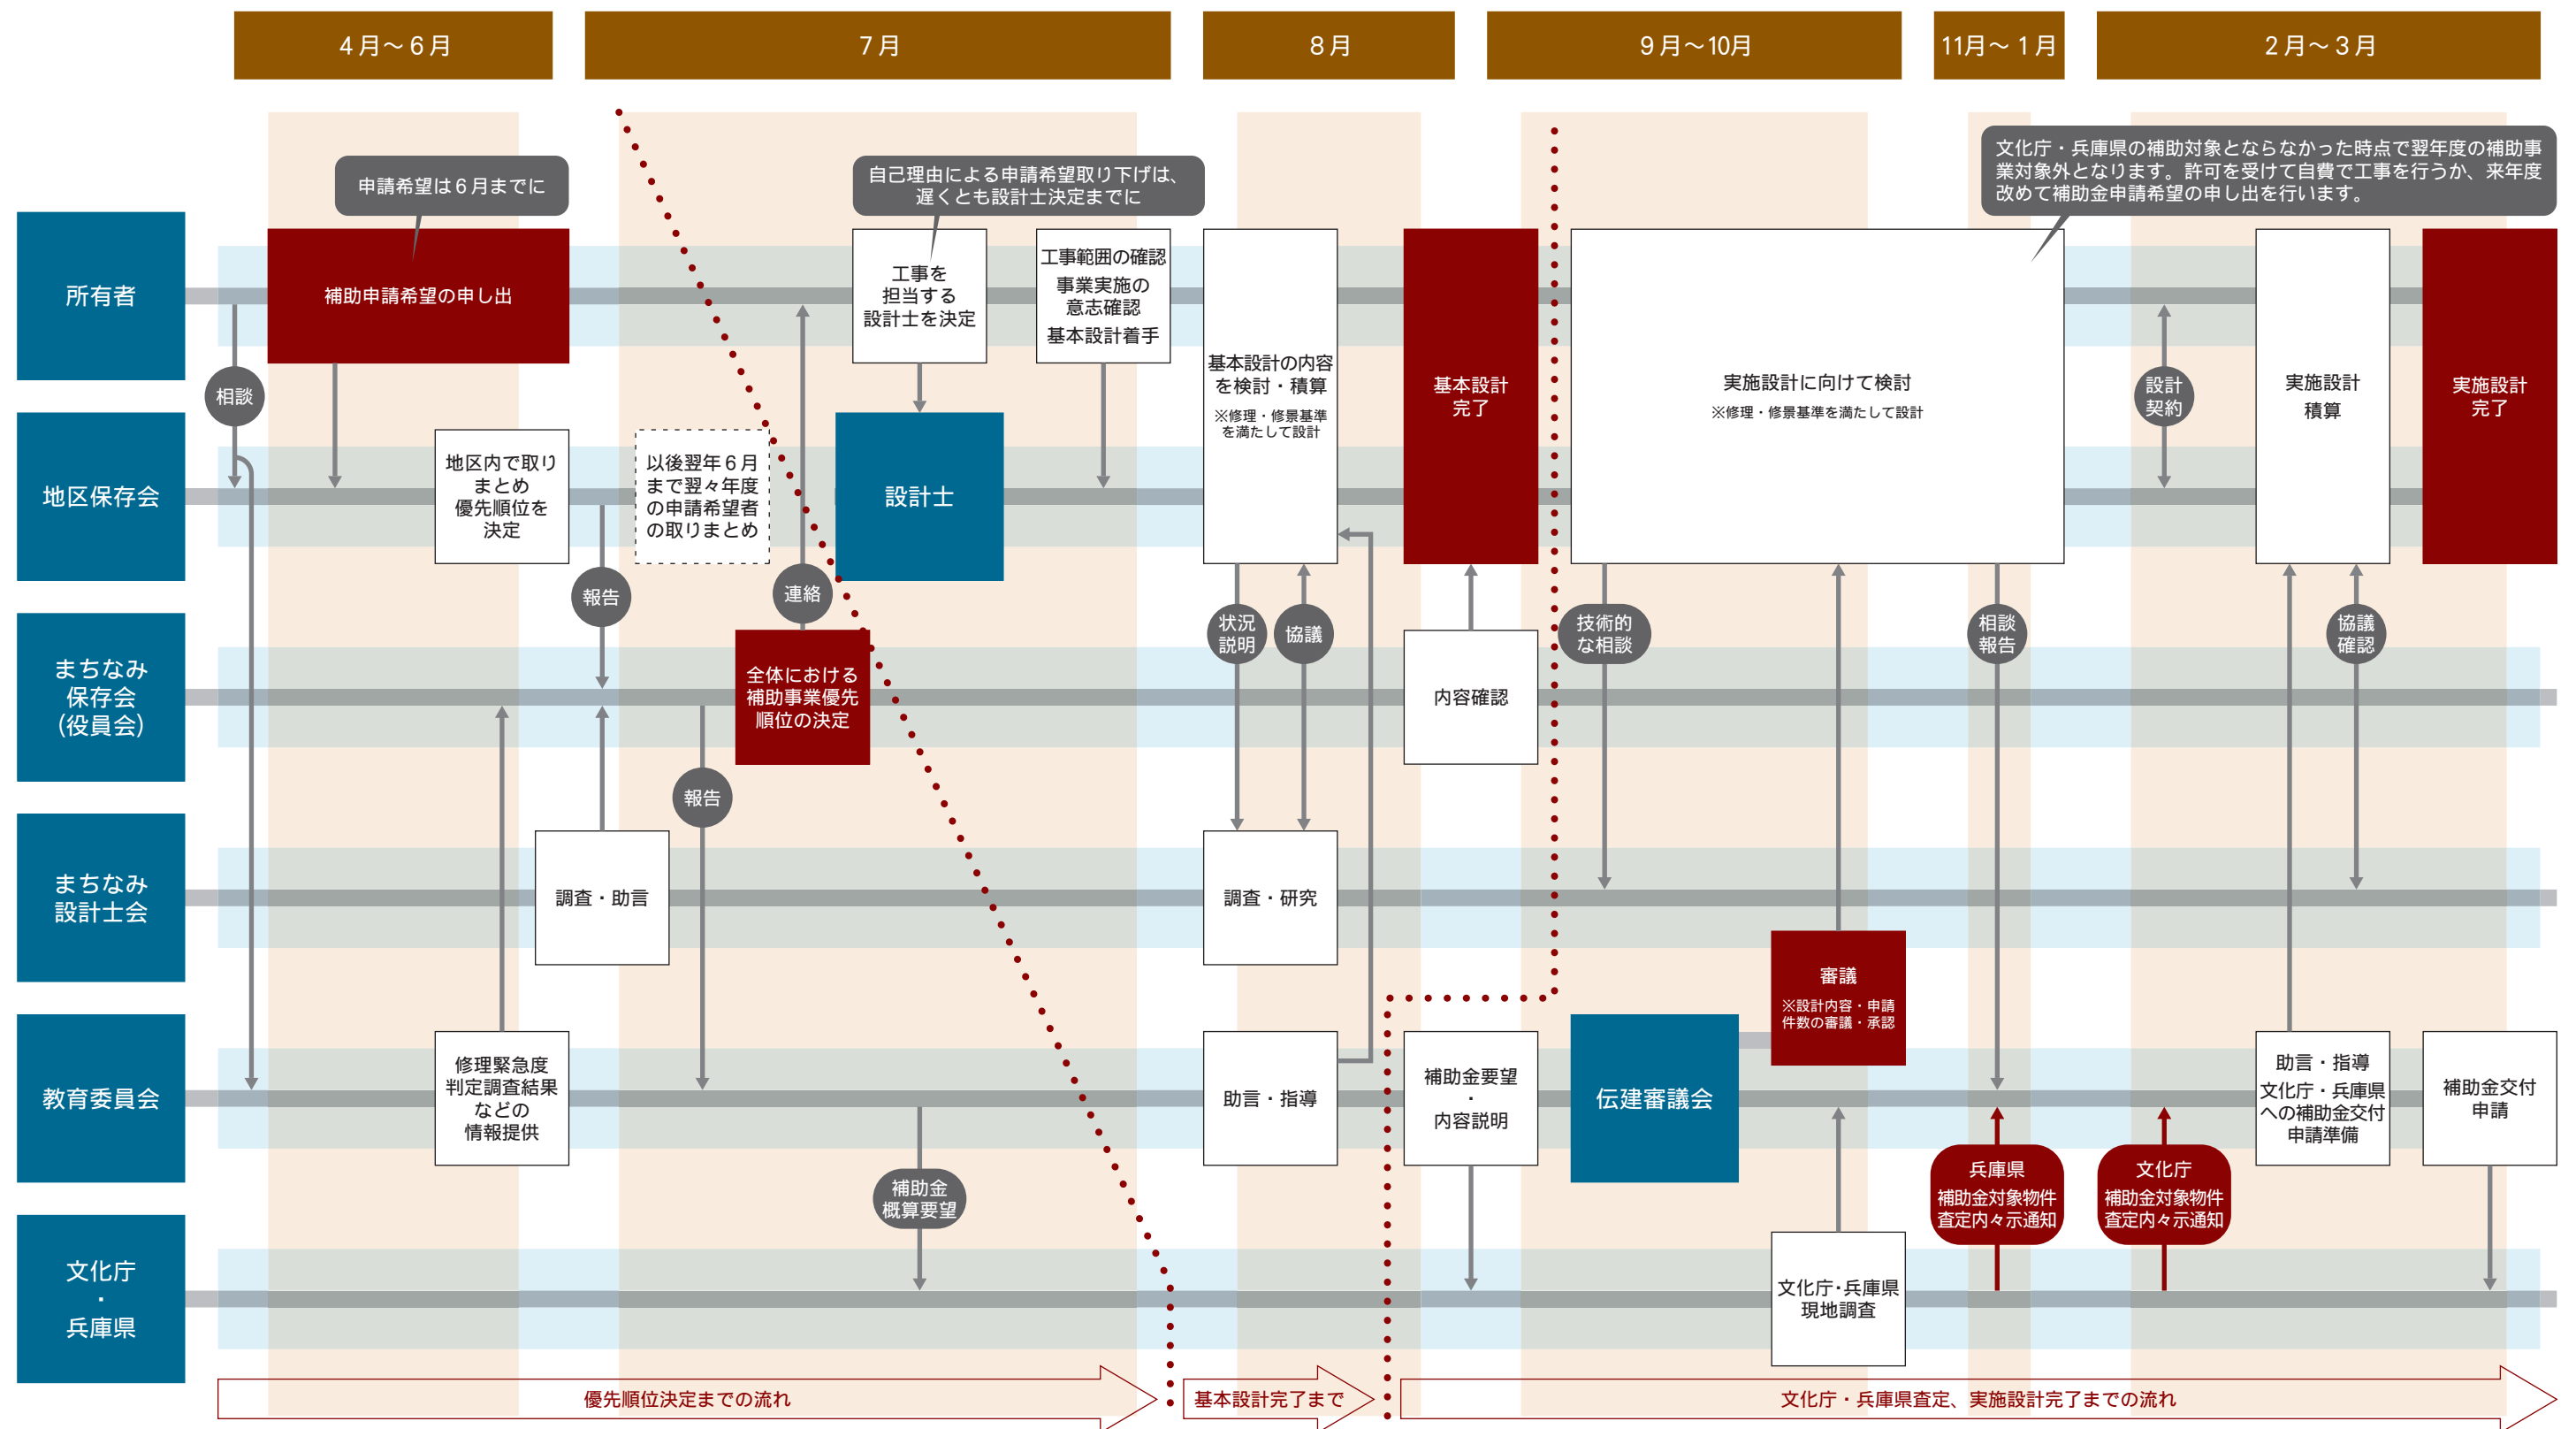 ４月～６月
７月
８月
９月～10月
11月～１月
２月～３月
申請希望は６月までに
自己理由による申請希望取り下げは、
遅くとも設計士決定までに
文化庁・兵庫県の補助対象とならなかった時点で翌年度の補助事
業対象外となります。許可を受けて自費で工事を行うか、来年度
改めて補助金申請希望の申し出を行います。
所有者
補助申請希望の申し出
工事を
担当する
設計士を決定
工事範囲の確認
事業実施の
意志確認
基本設計着手
基本設計の内容
を検討・積算
※修理・修景基準
を満たして設計
基本設計
完了
実施設計に向けて検討
※修理・修景基準を満たして設計
設計
契約
実施設計
積算
実施設計
完了
相談
地区保存会
地区内で取り
まとめ
優先順位を
決定
以後翌年６月
まで翌々年度
の申請希望者
の取りまとめ
設計士
報告
連絡
状況
説明
協議
技術的
な相談
相談
報告
協議
確認
まちなみ
保存会
（役員会）
全体における
補助事業優先
順位の決定
内容確認
報告
まちなみ
設計士会
調査・助言
調査・研究
審議
※設計内容・申請
件数の審議・承認
教育委員会
修理緊急度
判定調査結果
などの
情報提供
助言・指導
補助金要望
・
内容説明
伝建審議会
助言・指導
文化庁・兵庫県
への補助金交付
申請準備
補助金交付
申請
補助金
概算要望
兵庫県
補助金対象物件
査定内々示通知
文化庁
補助金対象物件
査定内々示通知
文化庁
・
兵庫県
文化庁・兵庫県
現地調査
優先順位決定までの流れ
基本設計完了まで
文化庁・兵庫県査定、実施設計完了までの流れ